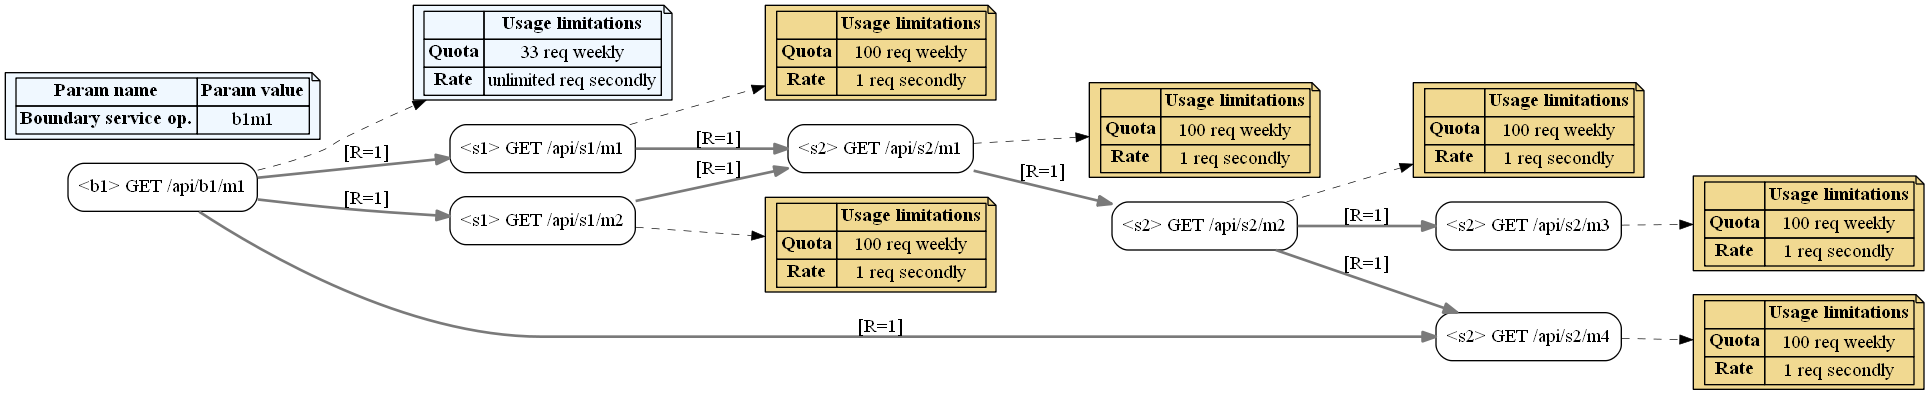 Param name Param value
Boundary service op. b1m1
<b1> GET /api/b1/m1
Usage limitations
Quota 33 req weekly
Rate unlimited req secondly
[R=1]
[R=1]
[R=1]
<s1> GET /api/s1/m1
Usage limitations
Quota 100 req weekly
Rate 1 req secondly
[R=1]
<s1> GET /api/s1/m2
Usage limitations
Quota 100 req weekly
Rate 1 req secondly
[R=1]
<s2> GET /api/s2/m1
Usage limitations
Quota 100 req weekly
Rate 1 req secondly
[R=1]
<s2> GET /api/s2/m2
Usage limitations
Quota 100 req weekly
Rate 1 req secondly
[R=1]
[R=1]
<s2> GET /api/s2/m3
Usage limitations
Quota 100 req weekly
Rate 1 req secondly
<s2> GET /api/s2/m4
Usage limitations
Quota 100 req weekly
Rate 1 req secondly